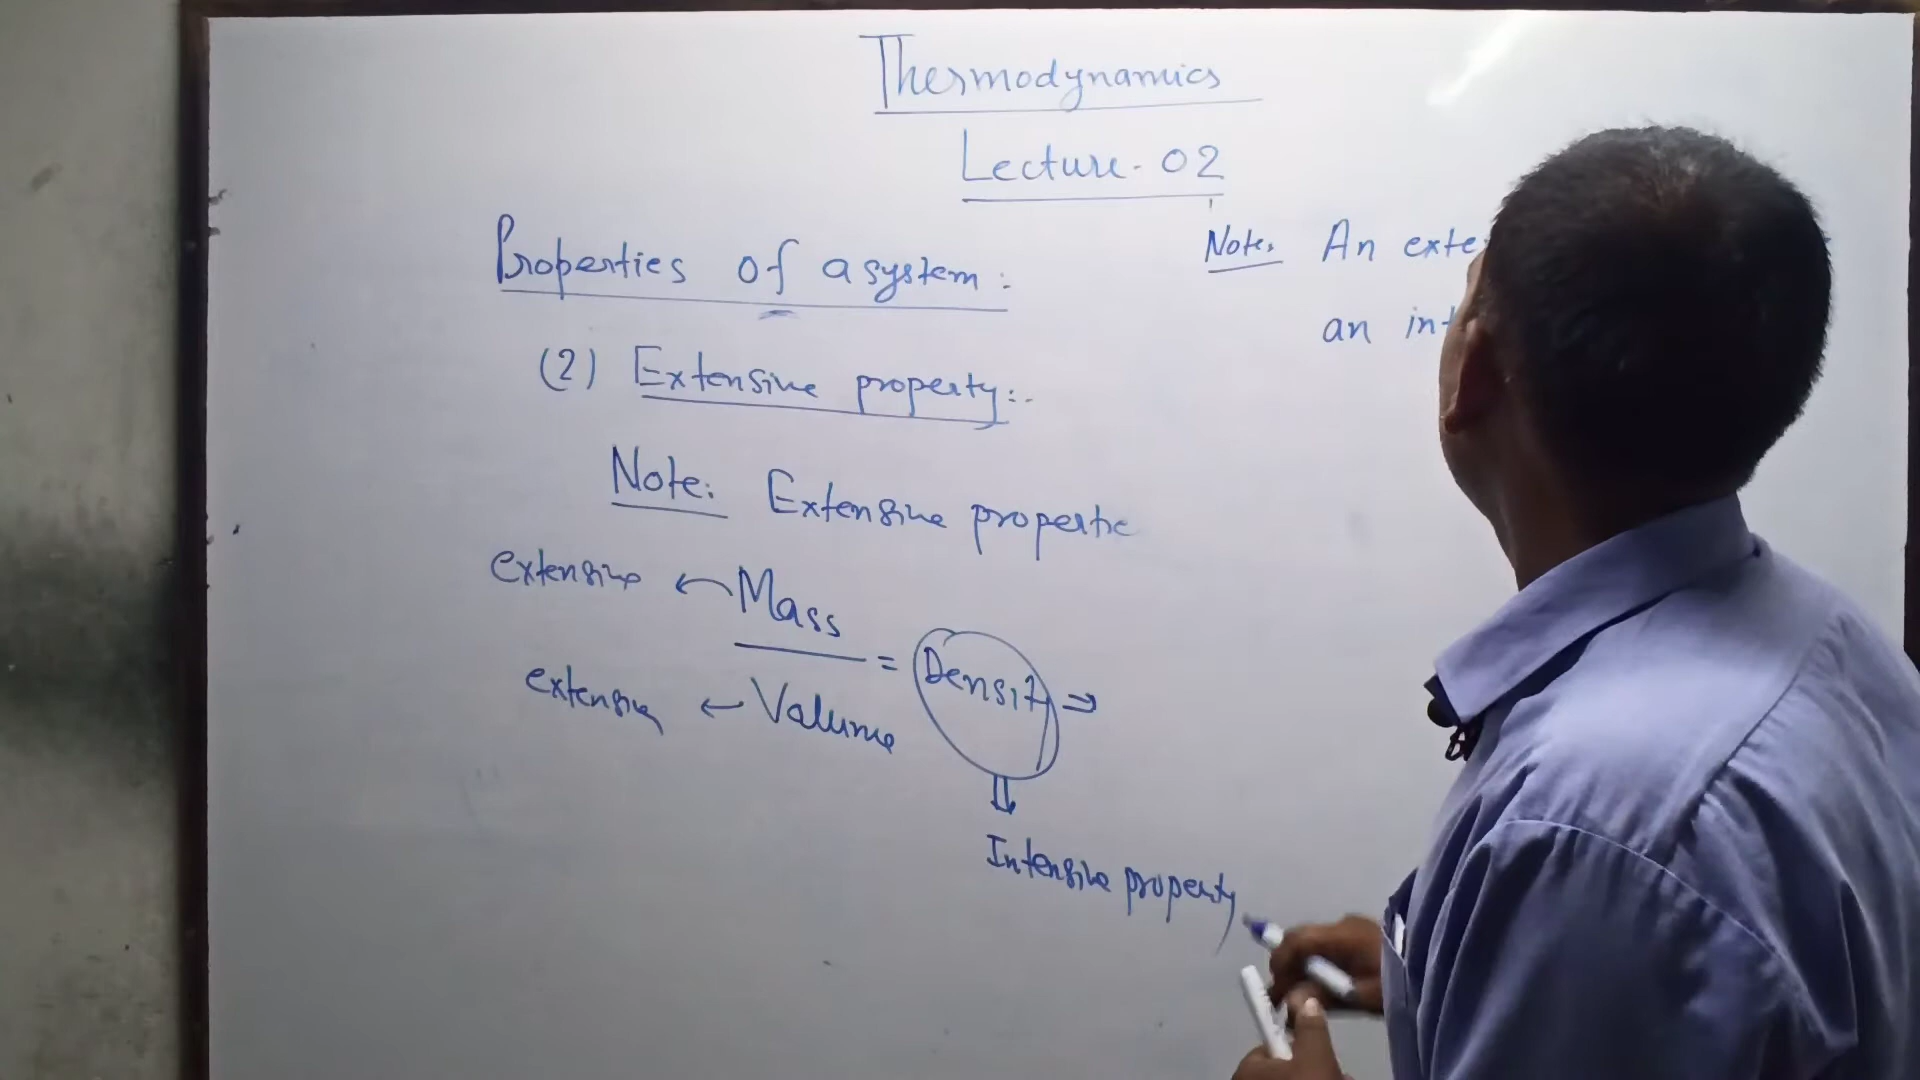 Thermodynamics
Lecture-02
Properties of a system:
(2) Extensive property:-
Note: Extensive propertie
extensive ← Mass
= Density ⇒
extensive ← Volume
⇓
Intensive property
Note: An exte
an int